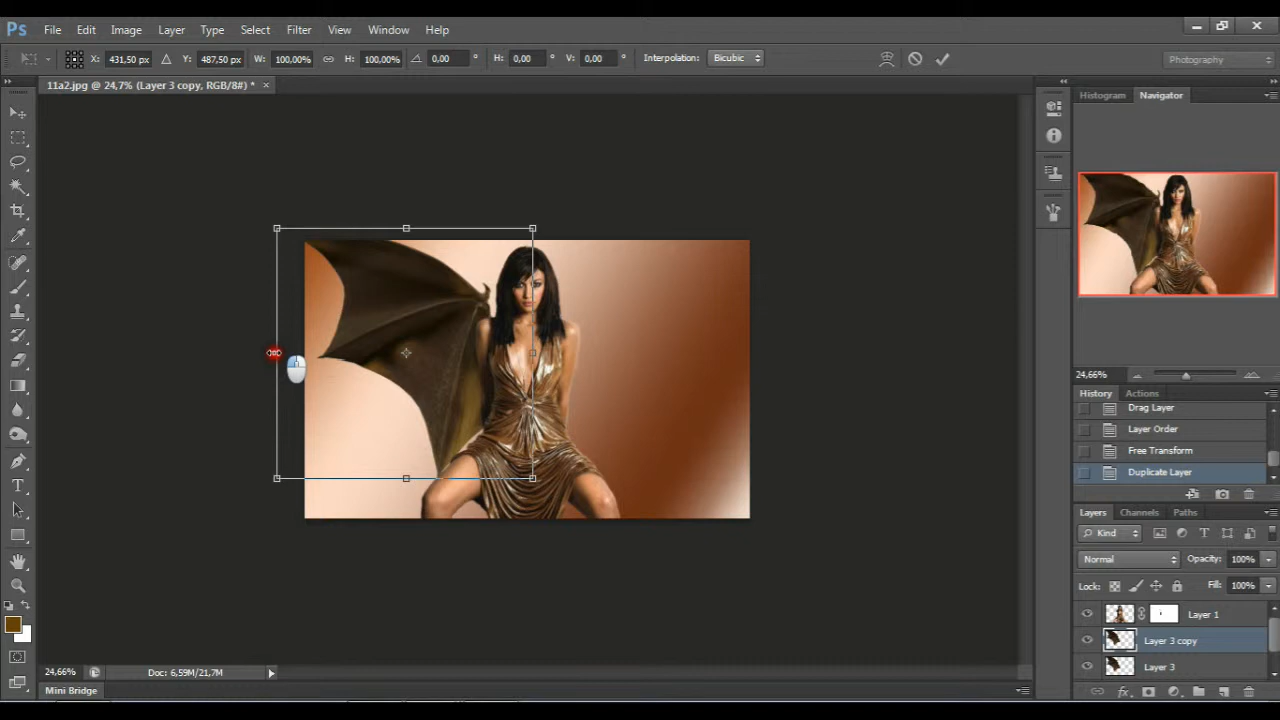 Ps File Edit Image Layer Type Select Filter View Window Help
X: 431,50 px Y: 487,50 px W: 100,00% H: 100,00% 0,00 ° H: 0,00 ° V: 0,00 ° Interpolation: Bicubic Photography
11a2.jpg @ 24,7% (Layer 3 copy, RGB/8#) * ×
Histogram Navigator
24,66%
History Actions
Drag Layer
Layer Order
Free Transform
Duplicate Layer
Layers Channels Paths
Kind
Normal Opacity: 100%
Lock: Fill: 100%
Layer 1
Layer 3 copy
Layer 3
24,66% Doc: 6,59M/21,7M
Mini Bridge